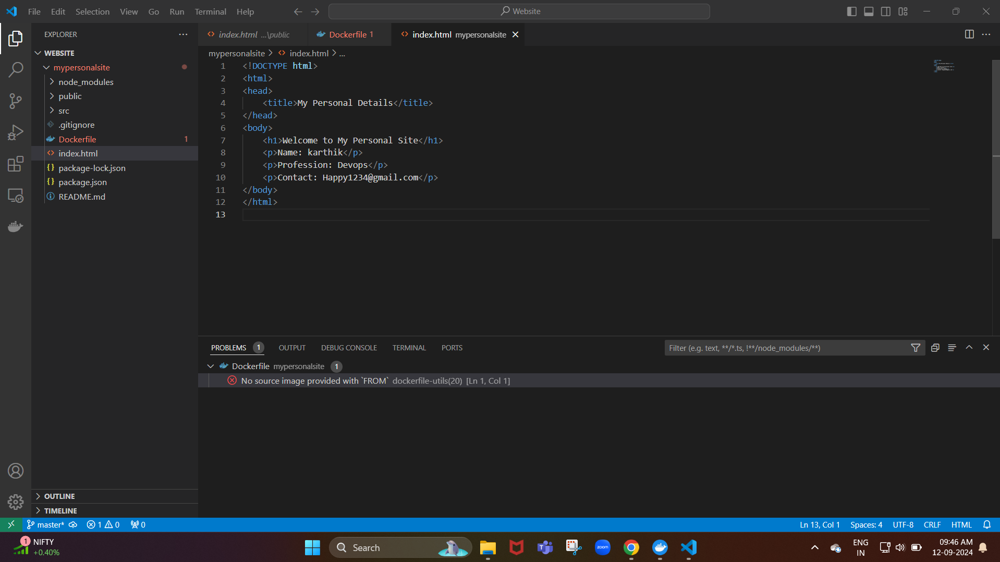 File Edit Selection View Go Run Terminal Help Website
EXPLORER
WEBSITE
mypersonalsite
node_modules
public
src
.gitignore
Dockerfile 1
index.html
package-lock.json
package.json
README.md
OUTLINE
TIMELINE
index.html ...\public Dockerfile 1 index.html mypersonalsite
mypersonalsite > index.html > ...
1 <!DOCTYPE html>
2 <html>
3 <head>
4 <title>My Personal Details</title>
5 </head>
6 <body>
7 <h1>Welcome to My Personal Site</h1>
8 <p>Name: karthik</p>
9 <p>Profession: Devops</p>
10 <p>Contact: Happy1234@gmail.com</p>
11 </body>
12 </html>
13
PROBLEMS 1 OUTPUT DEBUG CONSOLE TERMINAL PORTS Filter (e.g. text, **/*.ts, !**/node_modules/**)
Dockerfile mypersonalsite 1
No source image provided with `FROM` dockerfile-utils(20) [Ln 1, Col 1]
master* 1 0 0 Ln 13, Col 1 Spaces: 4 UTF-8 CRLF HTML
1 NIFTY
+0.40%
Search
zoom
ENG
IN
09:46 AM
12-09-2024